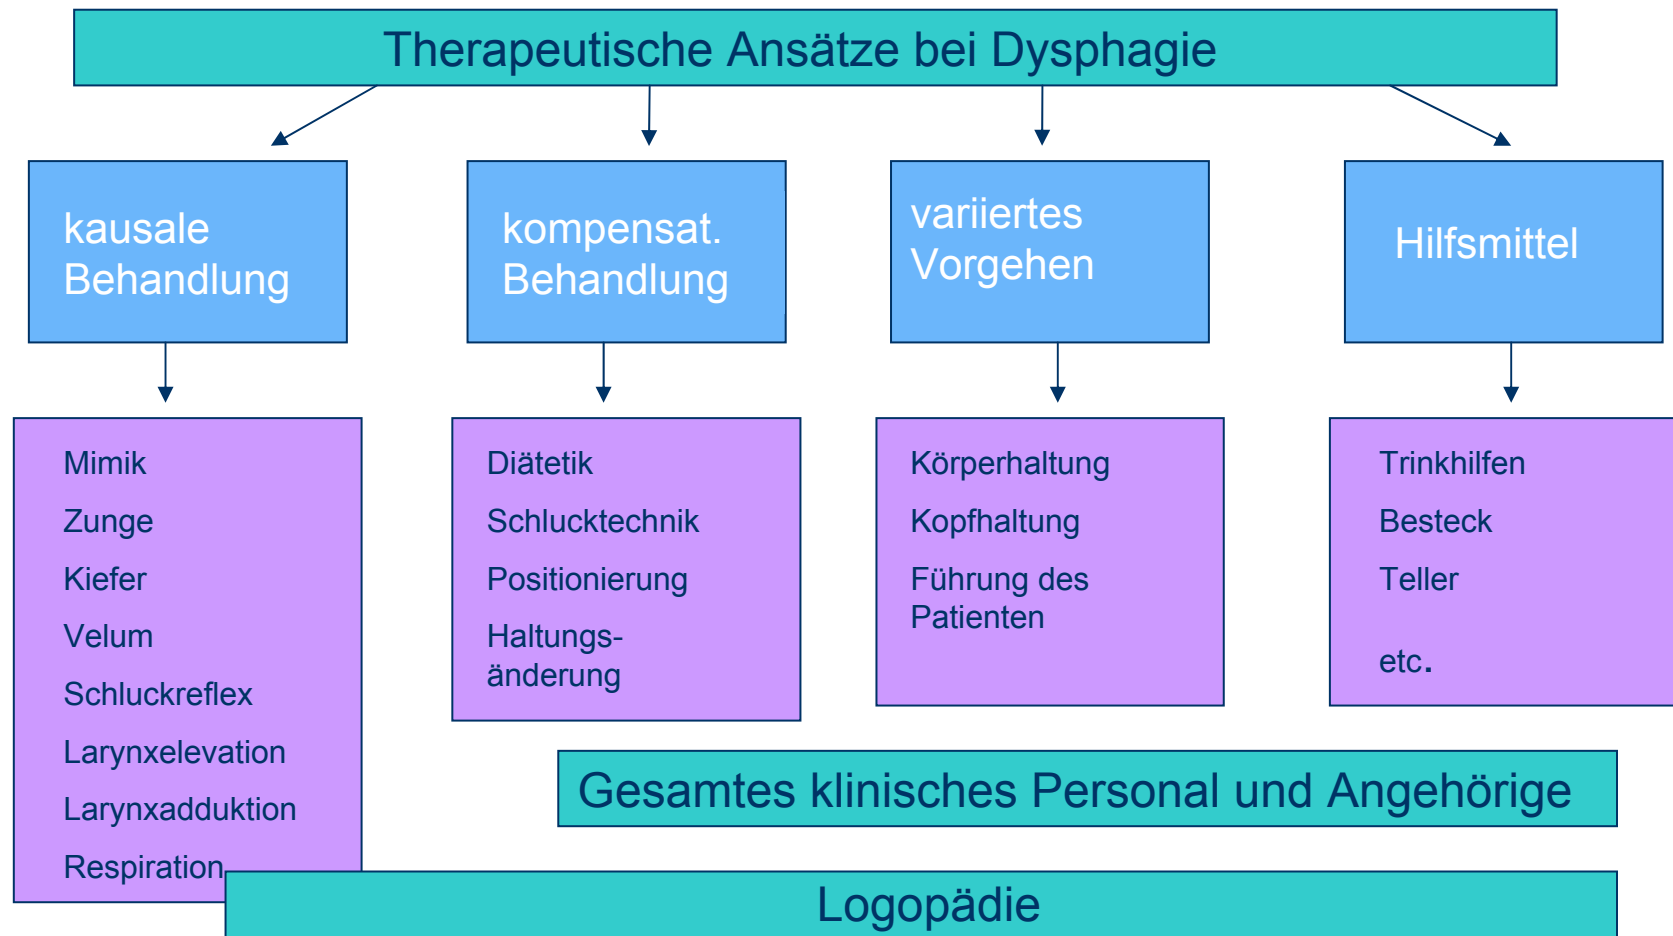 Therapeutische Ansätze bei Dysphagie
kausale
Behandlung
kompensat.
Behandlung
variiertes
Vorgehen
Hilfsmittel
Mimik
Zunge
Kiefer
Velum
Schluckreflex
Larynxelevation
Larynxadduktion
Respiration
Diätetik
Schlucktechnik
Positionierung
Haltungs-
änderung
Körperhaltung
Kopfhaltung
Führung des
Patienten
Trinkhilfen
Besteck
Teller
etc.
Gesamtes klinisches Personal und Angehörige
Logopädie